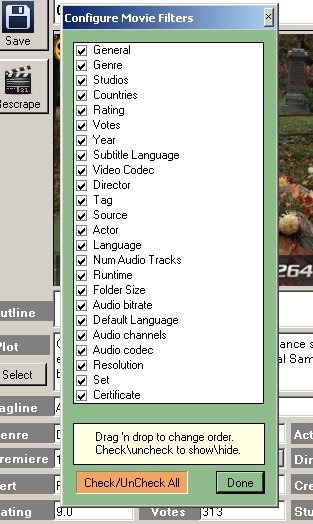 Configure Movie Filters
Save
Rescrape
General
Genre
Studios
Countries
Rating
Votes
Year
Subtitle Language
Video Codec
Director
Tag
Source
Actor
Language
Num Audio Tracks
Runtime
Folder Size
Audio bitrate
Default Language
Audio channels
Audio codec
Resolution
Set
Certificate
Drag 'n drop to change order.
Check\uncheck to show\hide.
Check/UnCheck All
Done
264
utline
Plot
Select
agline
enre
remiere
ert
ating
9.0
Votes
313
ance s
al Sam
Act
Dir
Cre
Stu